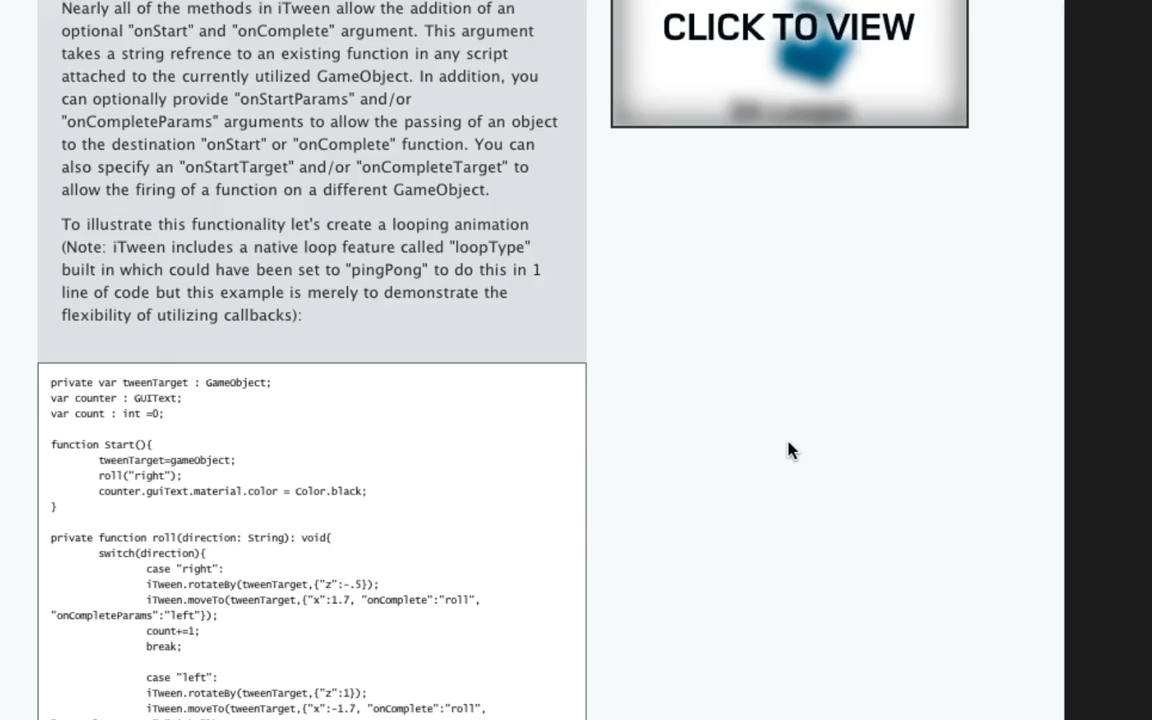 Nearly all of the methods in iTween allow the addition of an
optional "onStart" and "onComplete" argument. This argument
takes a string refrence to an existing function in any script
attached to the currently utilized GameObject. In addition, you
can optionally provide "onStartParams" and/or
"onCompleteParams" arguments to allow the passing of an object
to the destination "onStart" or "onComplete" function. You can
also specify an "onStartTarget" and/or "onCompleteTarget" to
allow the firing of a function on a different GameObject.
To illustrate this functionality let's create a looping animation
(Note: iTween includes a native loop feature called "loopType"
built in which could have been set to "pingPong" to do this in 1
line of code but this example is merely to demonstrate the
flexibility of utilizing callbacks):
private var tweenTarget : GameObject;
var counter : GUIText;
var count : int =0;
function Start(){
tweenTarget=gameObject;
roll("right");
counter.guiText.material.color = Color.black;
}
private function roll(direction: String): void{
switch(direction){
case "right":
iTween.rotateBy(tweenTarget,{"z":-.5});
iTween.moveTo(tweenTarget,{"x":1.7, "onComplete":"roll",
"onCompleteParams":"left"});
count+=1;
break;
case "left":
iTween.rotateBy(tweenTarget,{"z":1});
iTween.moveTo(tweenTarget,{"x":-1.7, "onComplete":"roll",
CLICK TO VIEW